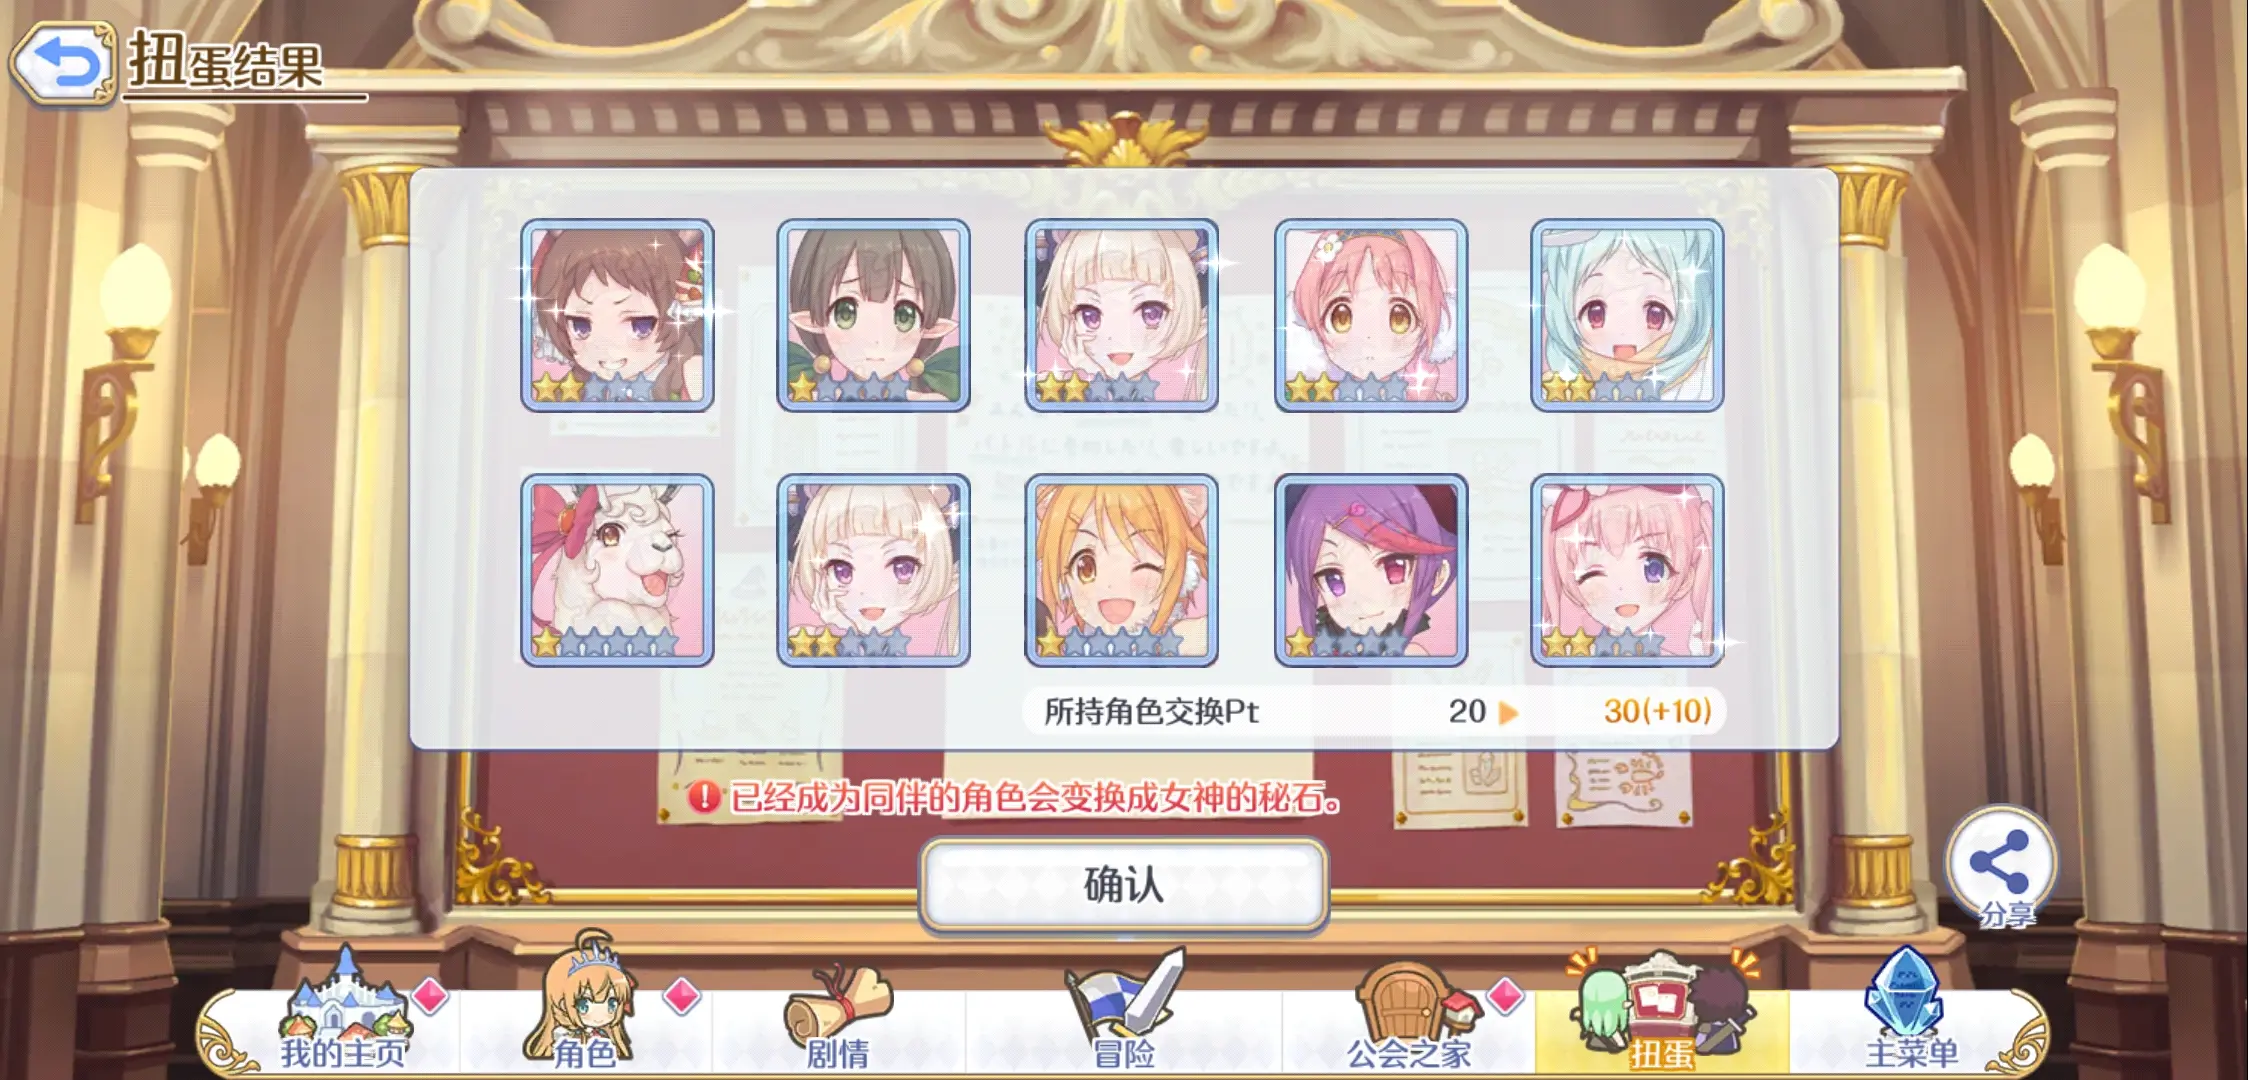 扭蛋结果
所持角色交换Pt 20 30(+10)
已经成为同伴的角色会变换成女神的秘石。
确认
分享
我的主页 角色 剧情 冒险 公会之家 扭蛋 主菜单